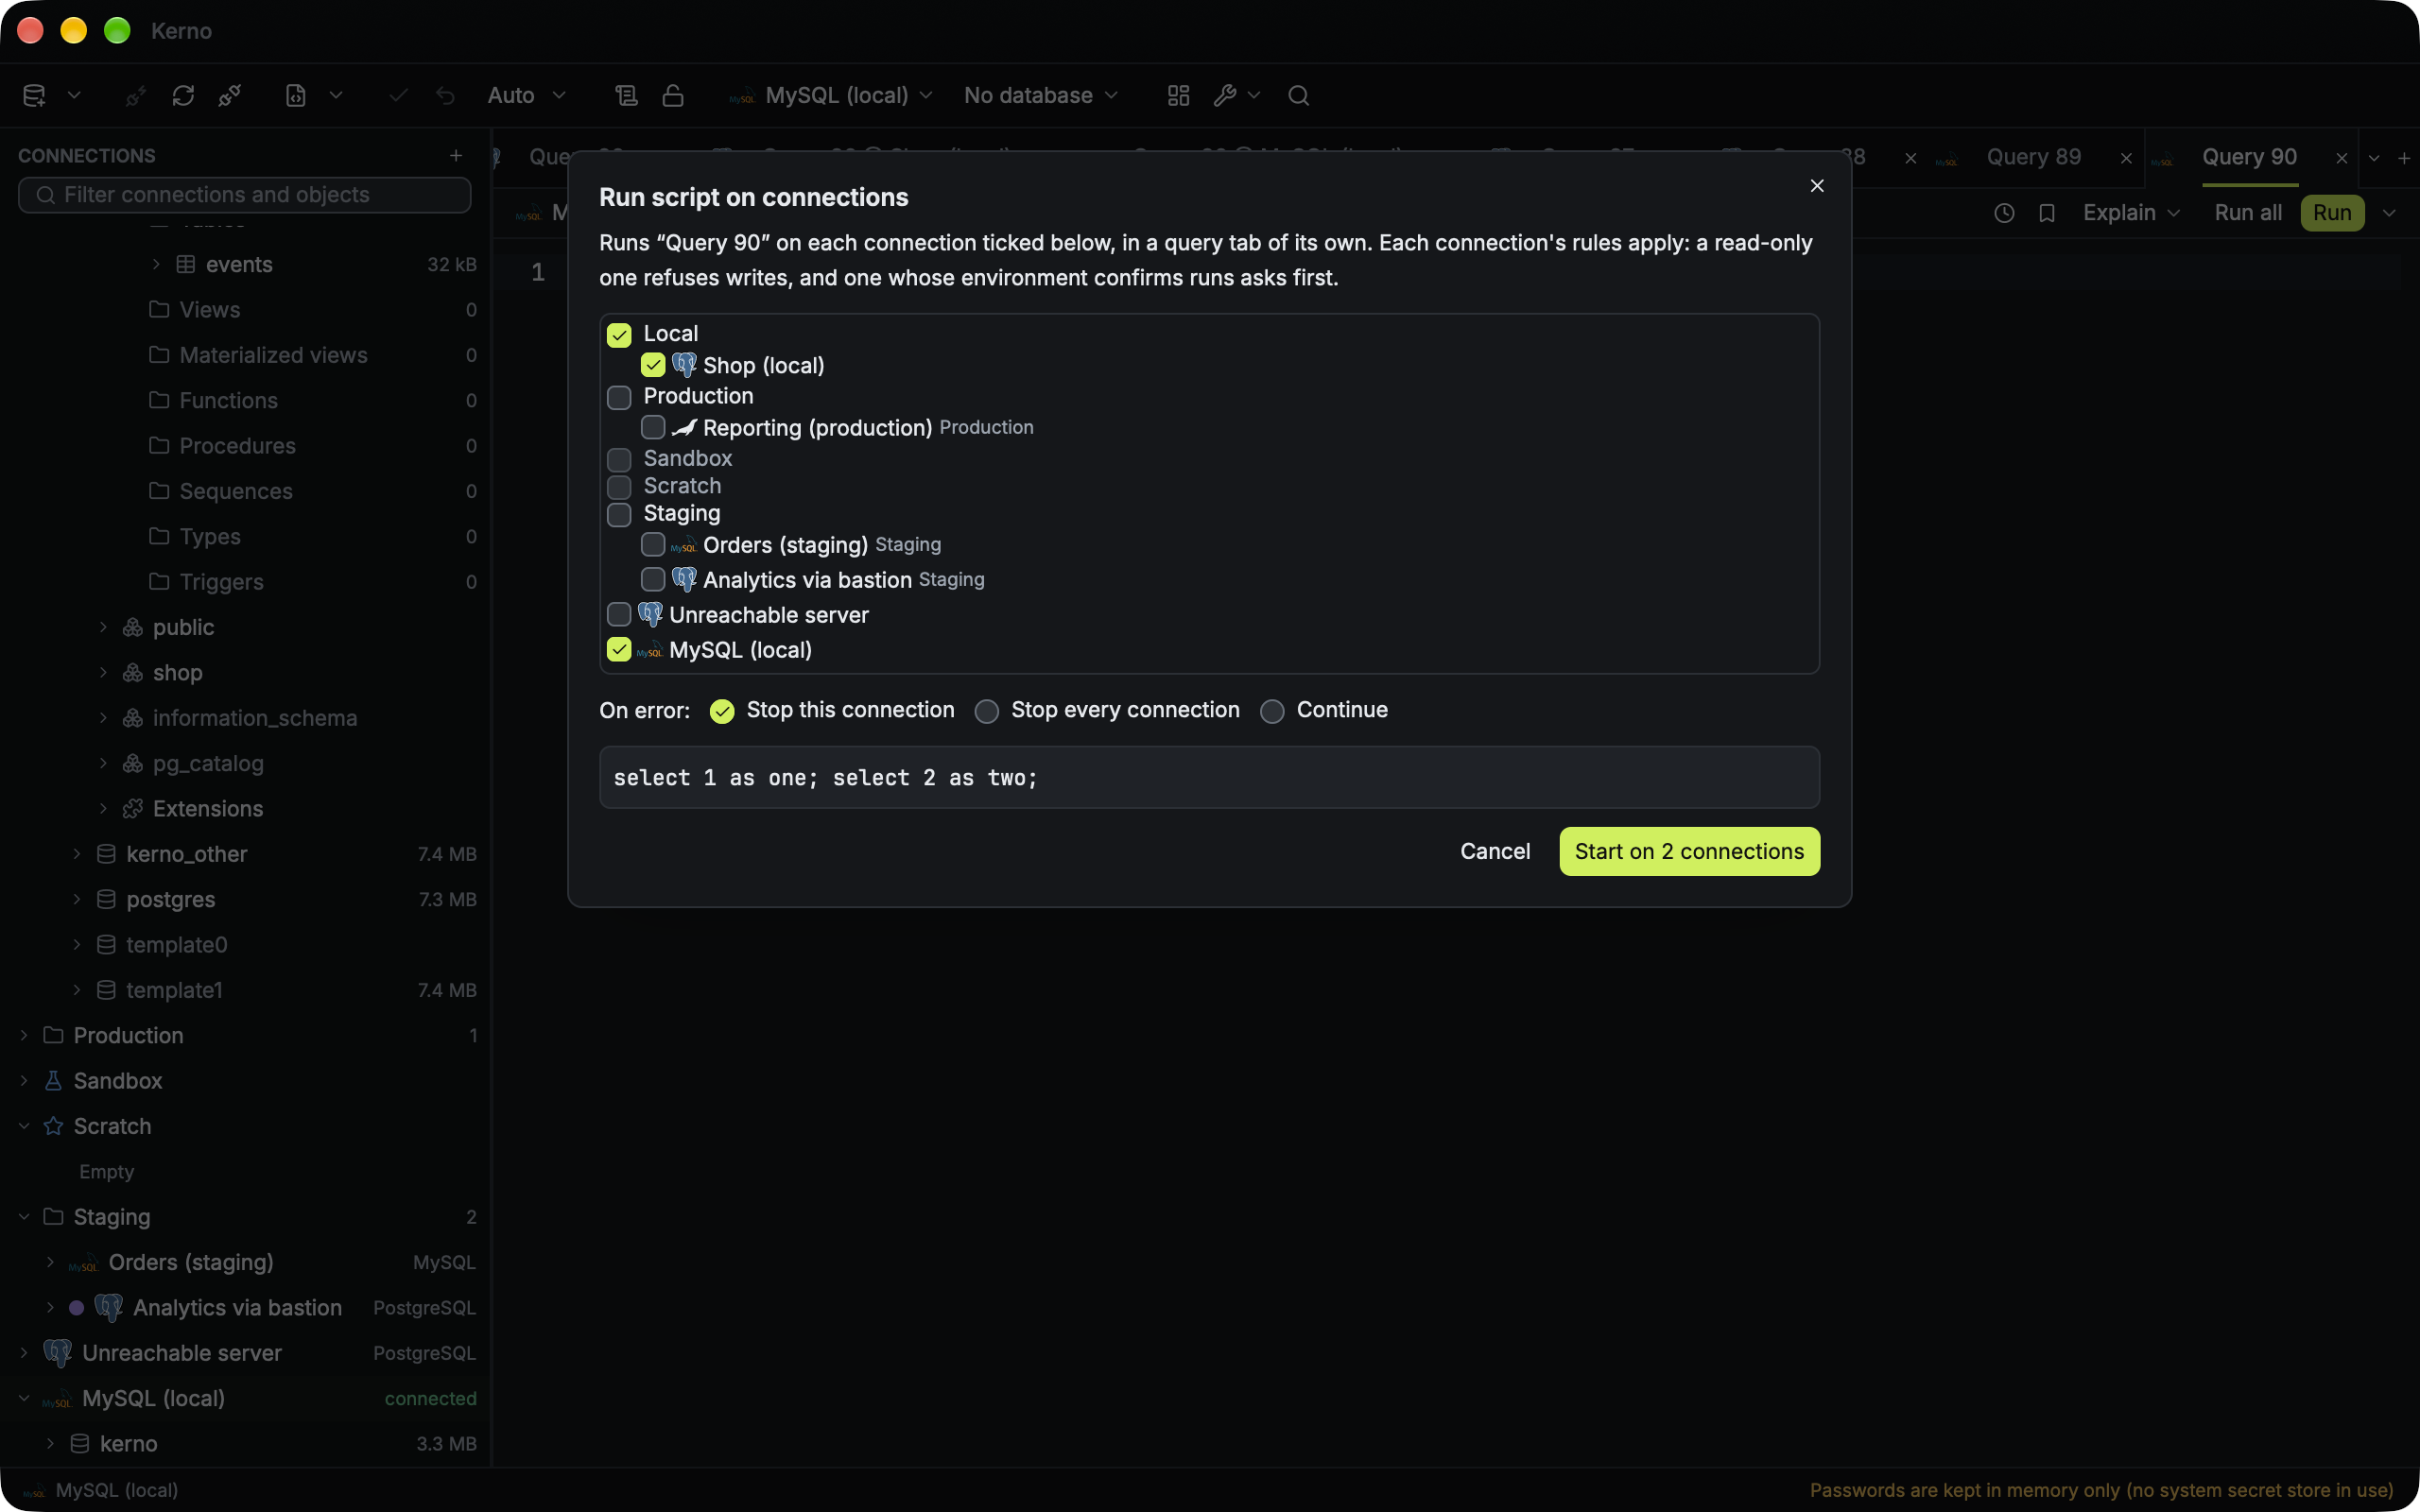 Kerno
Auto
MySQL (local)
No database
CONNECTIONS
Filter connections and objects
events 32 kB
Views 0
Materialized views 0
Functions 0
Procedures 0
Sequences 0
Types 0
Triggers 0
public
shop
information_schema
pg_catalog
Extensions
kerno_other 7.4 MB
postgres 7.3 MB
template0
template1 7.4 MB
Production 1
Sandbox
Scratch
Empty
Staging 2
Orders (staging) MySQL
Analytics via bastion PostgreSQL
Unreachable server PostgreSQL
MySQL (local) connected
kerno 3.3 MB
Query 89
Query 90
Explain
Run all
Run
1
Run script on connections
Runs “Query 90” on each connection ticked below, in a query tab of its own. Each connection's rules apply: a read-only
one refuses writes, and one whose environment confirms runs asks first.
Local
Shop (local)
Production
Reporting (production) Production
Sandbox
Scratch
Staging
Orders (staging) Staging
Analytics via bastion Staging
Unreachable server
MySQL (local)
On error: Stop this connection Stop every connection Continue
select 1 as one; select 2 as two;
Cancel
Start on 2 connections
MySQL (local)
Passwords are kept in memory only (no system secret store in use)